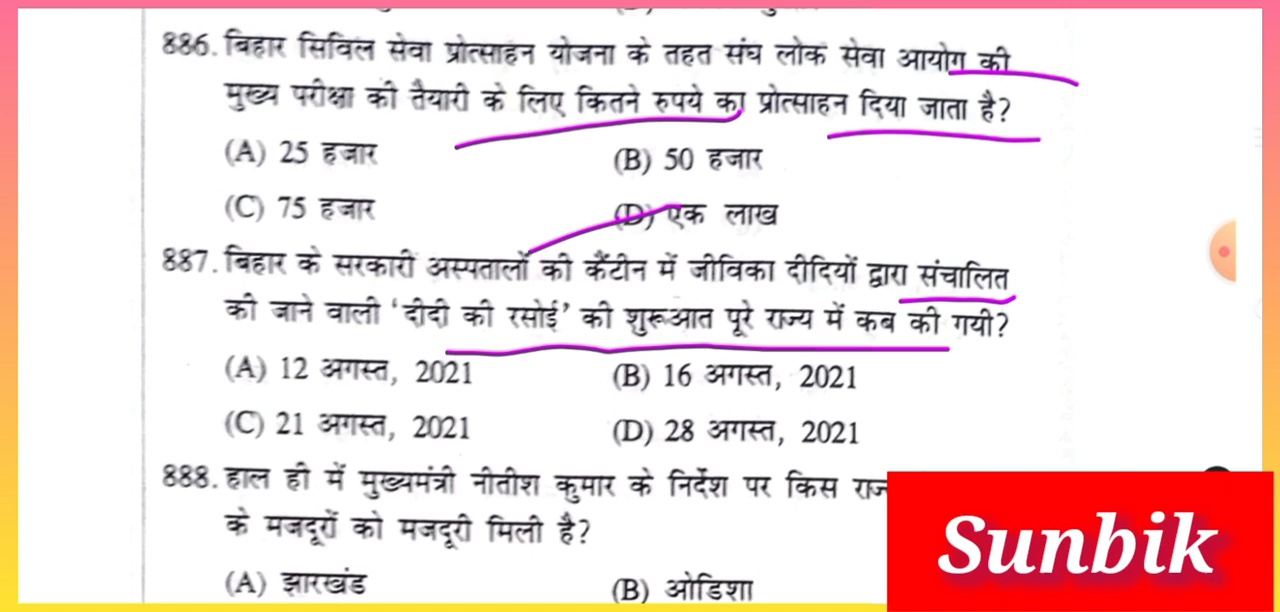 886. बिहार सिविल सेवा प्रोत्साहन योजना के तहत संघ लोक सेवा आयोग की
मुख्य परीक्षा की तैयारी के लिए कितने रुपये का प्रोत्साहन दिया जाता है?
(A) 25 हजार (B) 50 हजार
(C) 75 हजार (D) एक लाख
887. बिहार के सरकारी अस्पतालों की कैंटीन में जीविका दीदियों द्वारा संचालित
की जाने वाली 'दीदी की रसोई' की शुरूआत पूरे राज्य में कब की गयी?
(A) 12 अगस्त, 2021 (B) 16 अगस्त, 2021
(C) 21 अगस्त, 2021 (D) 28 अगस्त, 2021
888. हाल ही में मुख्यमंत्री नीतीश कुमार के निर्देश पर किस
के मजदूरों को मजदूरी मिली है?
(A) झारखंड (B) ओडिशा
Sunbik